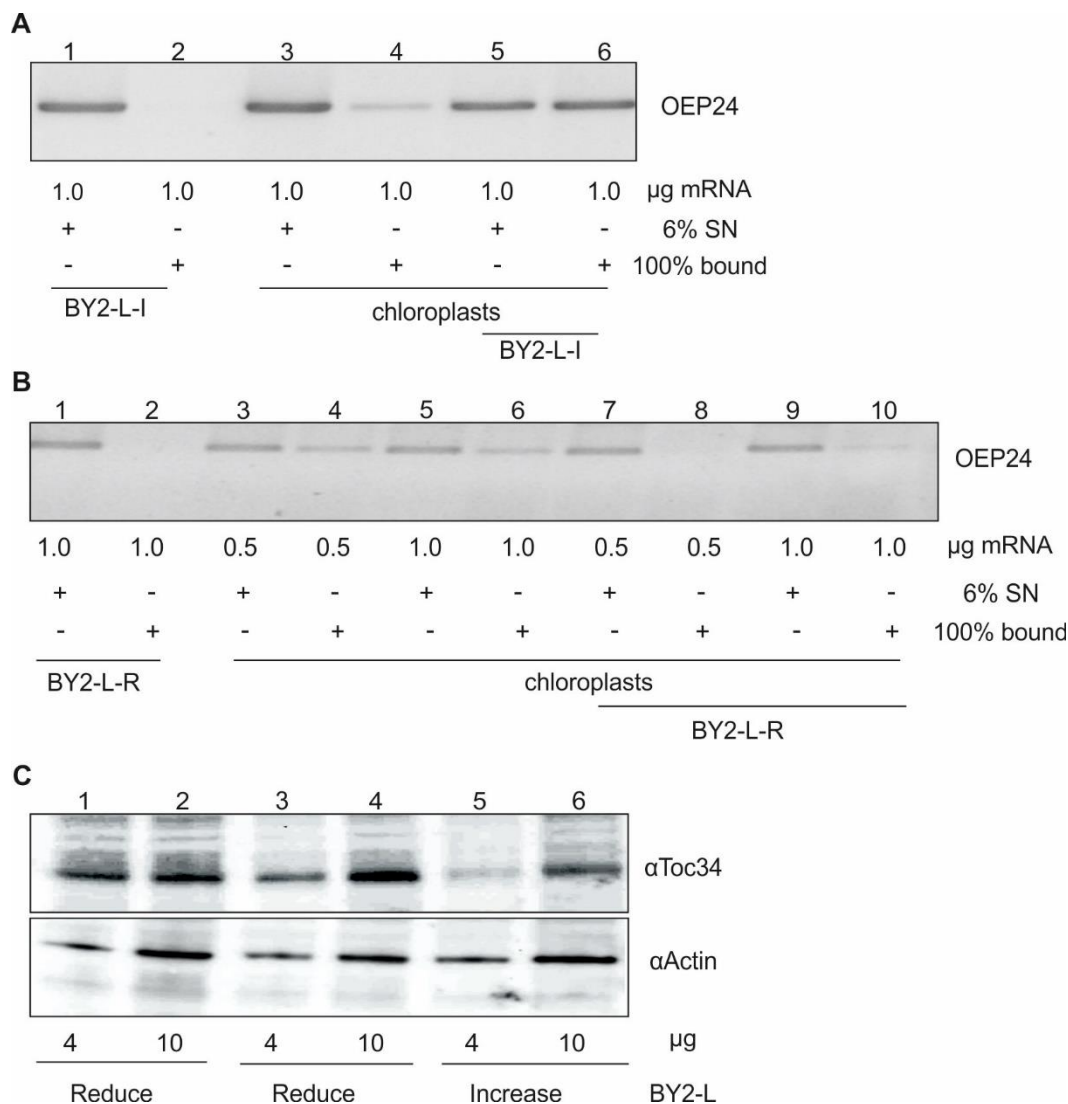 A
1 2 3 4 5 6
OEP24
1.0 1.0 1.0 1.0 1.0 1.0 µg mRNA
+ - + - + - 6% SN
- + - + - + 100% bound
BY2-L-I chloroplasts
BY2-L-I
B
1 2 3 4 5 6 7 8 9 10
OEP24
1.0 1.0 0.5 0.5 1.0 1.0 0.5 0.5 1.0 1.0 µg mRNA
+ - + - + - + - + - 6% SN
- + - + - + - + - + 100% bound
BY2-L-R chloroplasts
BY2-L-R
C
1 2 3 4 5 6
αToc34
αActin
4 10 4 10 4 10 µg
Reduce Reduce Increase BY2-L